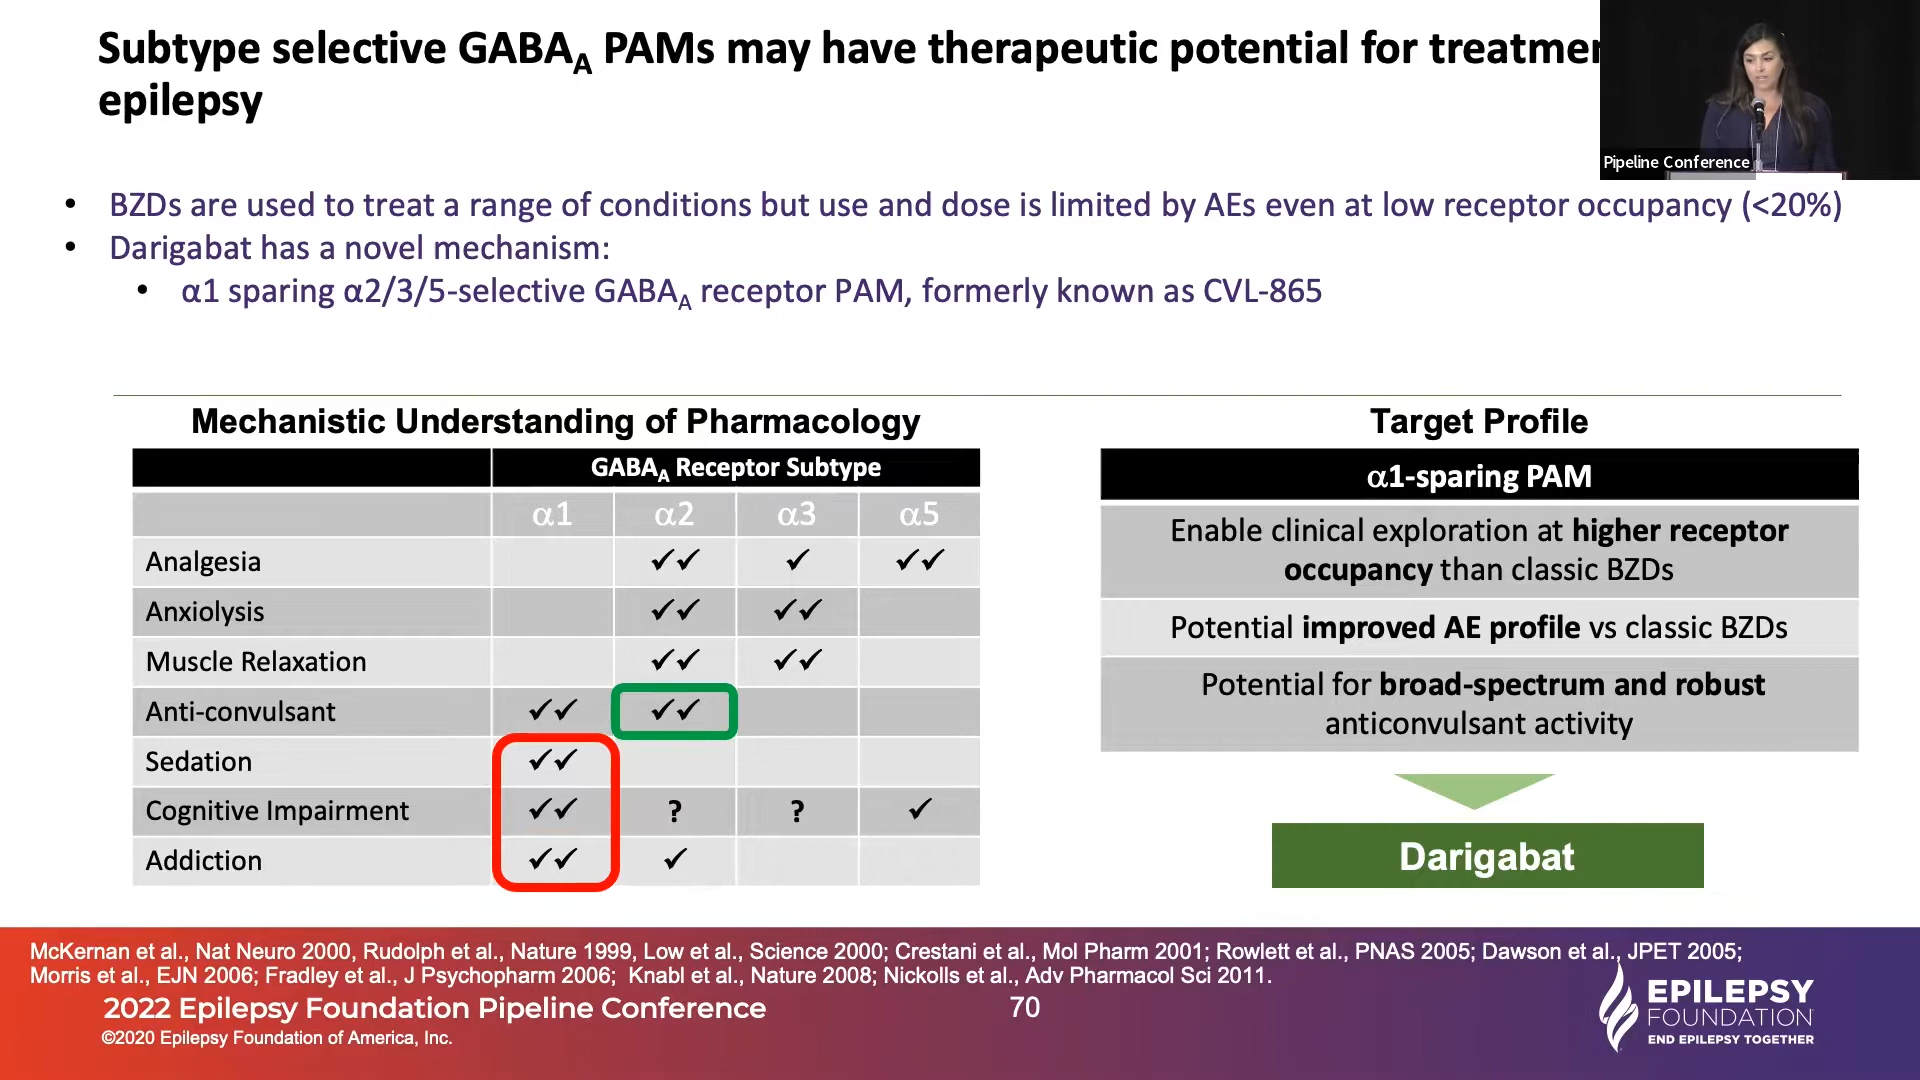 Subtype selective GABAA PAMs may have therapeutic potential for
epilepsy
Pipeline Conference
• BZDs are used to treat a range of conditions but use and dose is limited by AEs even at low receptor occupancy (<20%)
• Darigabat has a novel mechanism:
• α1 sparing α2/3/5-selective GABAA receptor PAM, formerly known as CVL-865
Mechanistic Understanding of Pharmacology
GABAA Receptor Subtype
α1 α2 α3 α5
Analgesia ✓✓ ✓ ✓✓
Anxiolysis ✓✓ ✓✓
Muscle Relaxation ✓✓ ✓✓
Anti-convulsant ✓✓ ✓✓
Sedation ✓✓
Cognitive Impairment ✓✓ ? ? ✓
Addiction ✓✓ ✓
Target Profile
α1-sparing PAM
Enable clinical exploration at higher receptor
occupancy than classic BZDs
Potential improved AE profile vs classic BZDs
Potential for broad-spectrum and robust
anticonvulsant activity
Darigabat
McKernan et al., Nat Neuro 2000, Rudolph et al., Nature 1999, Low et al., Science 2000; Crestani et al., Mol Pharm 2001; Rowlett et al., PNAS 2005; Dawson et al., JPET 2005;
Morris et al., EJN 2006; Fradley et al., J Psychopharm 2006; Knabl et al., Nature 2008; Nickolls et al., Adv Pharmacol Sci 2011.
2022 Epilepsy Foundation Pipeline Conference
70
©2020 Epilepsy Foundation of America, Inc.
EPILEPSY
FOUNDATION
END EPILEPSY TOGETHER